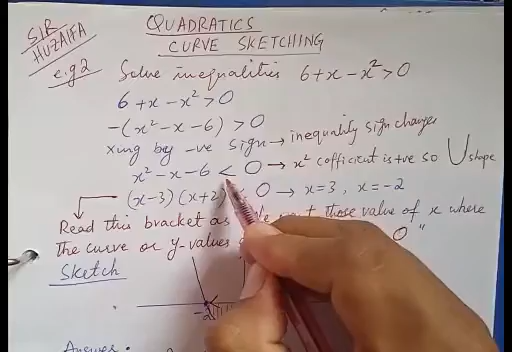 SIR HUZAIFA
QUADRATICS
CURVE SKETCHING
e.g2 Solve inequalities 6+x-x²>0
6+x-x²>0
-(x²-x-6)>0
xing by -ve sign → inequality sign changes
x²-x-6<0 → x² cofficient is +ve so U shape
(x-3)(x+2) 0 → x=3, x=-2
Read this bracket as those value of x where
the curve or y-values 0"
Sketch
-2
Answer: